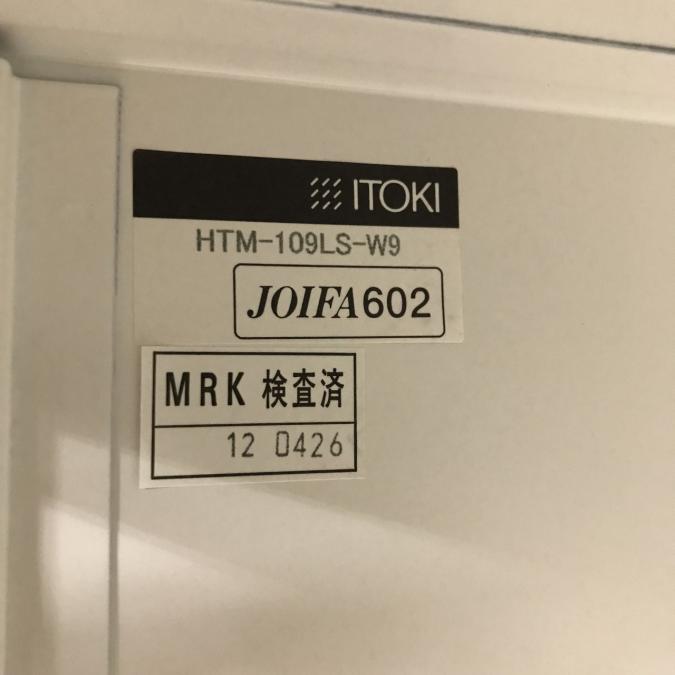 ITOKI
HTM-109LS-W9
JOIFA602
MRK 検査済
12 0426